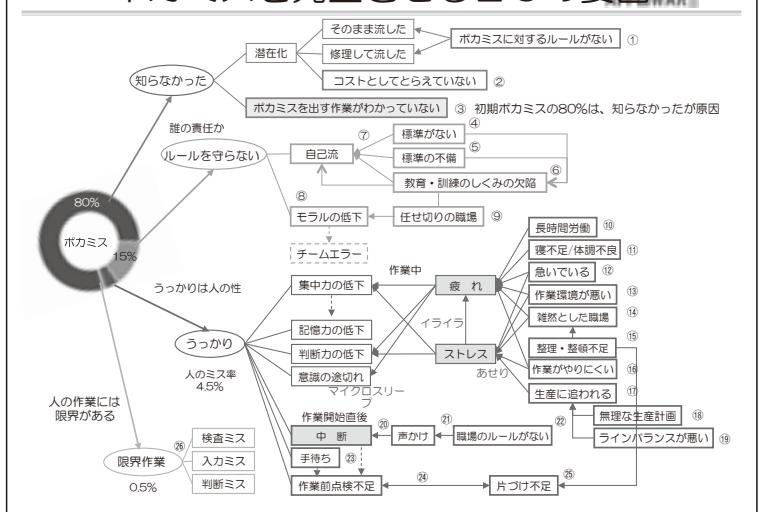 そのまま流した
潜在化
修理して流した
ポカミスに対するルールがない ①
知らなかった
コストとしてとらえていない ②
ポカミスを出す作業がわかっていない ③ 初期ポカミスの80%は、知らなかったが原因
誰の責任か
ルールを守らない
⑦
自己流
標準がない ④
標準の不備 ⑤
教育・訓練のしくみの欠陥 ⑥
⑧
モラルの低下
任せ切りの職場 ⑨
チームエラー
80%
ポカミス
15%
うっかりは人の性
うっかり
人のミス率
4.5%
集中力の低下
記憶力の低下
判断力の低下
意識の途切れ
マイクロスリー
プ
作業中
疲 れ
イライラ
ストレス
あせり
長時間労働 ⑩
寝不足/体調不良 ⑪
急いでいる ⑫
作業環境が悪い ⑬
雑然とした職場 ⑭
整理・整頓不足 ⑮
作業がやりにくい ⑯
生産に追われる ⑰
無理な生産計画 ⑱
ラインバランスが悪い ⑲
作業開始直後
中 断 ⑳
声かけ ㉑
職場のルールがない ㉒
手待ち ㉓
作業前点検不足
㉔
片づけ不足 ㉕
人の作業には
限界がある
限界作業
0.5%
㉖
検査ミス
入力ミス
判断ミス